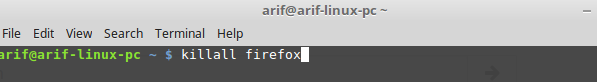 arif@arif-linux-pc ~
File Edit View Search Terminal Help
arif@arif-linux-pc ~ $ killall firefox